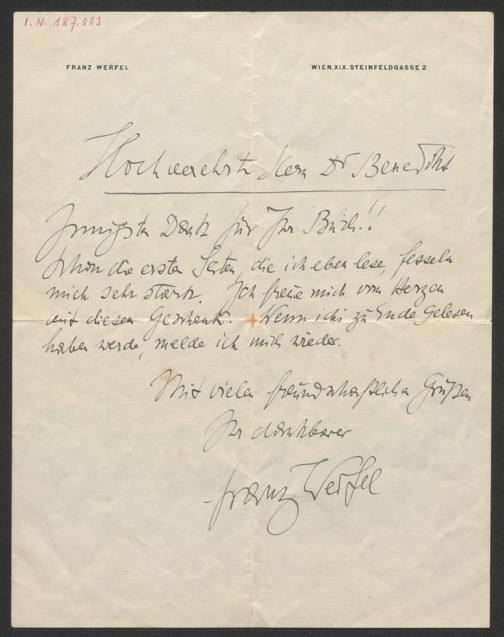 I.N. 187.003
FRANZ WERFEL
WIEN, XIX. STEINFELDGASSE 2
Hochverehrter Herr Dr Benedikt
Innigsten Dank für Ihr Buch!!
Schon die ersten Seiten, die ich eben lese, fesseln
mich sehr stark. Ich freue mich vom Herzen
mit diesem Geschenk. Wenn ich zu Ende gelesen
haben werde, melde ich mich wieder.
Mit vielen freundschaftlichen Grüßen
Ihr dankbarer
Franz Werfel